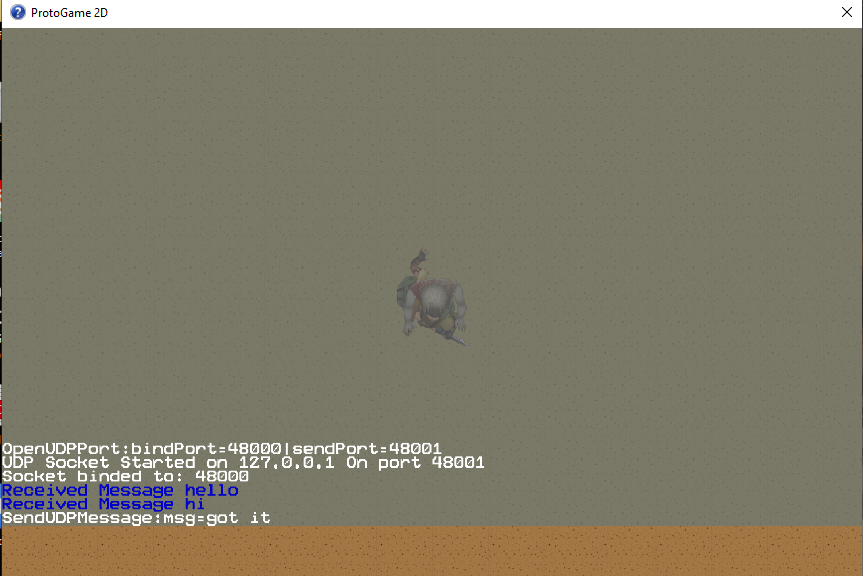 ProtoGame 2D
OpenUDPPort:bindPort=48000|sendPort=48001
UDP Socket Started on 127.0.0.1 On port 48001
Socket binded to: 48000
Received Message hello
Received Message hi
SendUDPMessage:msg=got it